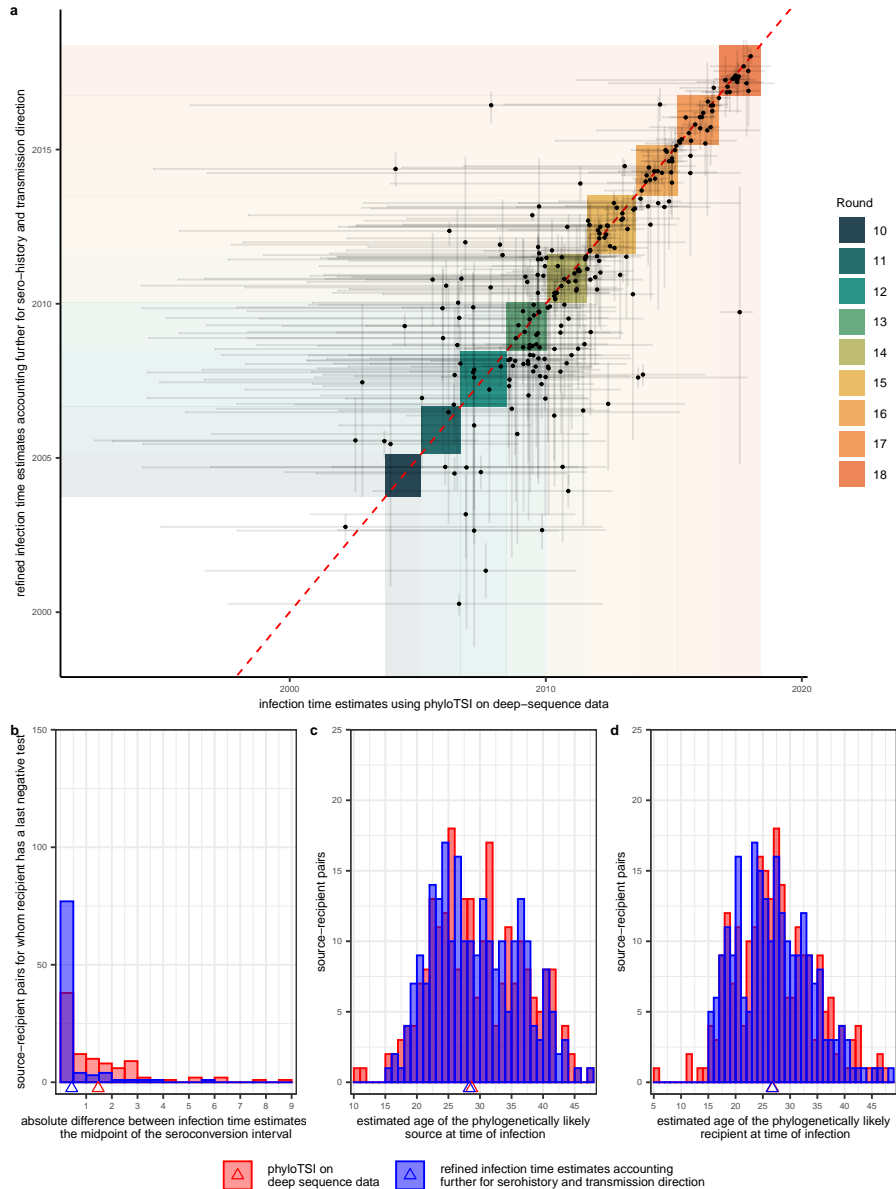 a
refined infection time estimates accounting further for sero−history and transmission direction
2015
2010
2005
2000
2000
2010
2020
infection time estimates using phyloTSI on deep−sequence data
Round
10
11
12
13
14
15
16
17
18
b
source−recipient pairs for whom recipient has a last negative test
150
100
50
0
1 2 3 4 5 6 7 8 9
absolute difference between infection time estimates
the midpoint of the seroconversion interval
c
source−recipient pairs
25
20
15
10
5
0
10 15 20 25 30 35 40 45
estimated age of the phylogenetically likely
source at time of infection
d
source−recipient pairs
25
20
15
10
5
0
5 10 15 20 25 30 35 40 45
estimated age of the phylogenetically likely
recipient at time of infection
phyloTSI on
deep sequence data
refined infection time estimates accounting
further for serohistory and transmission direction